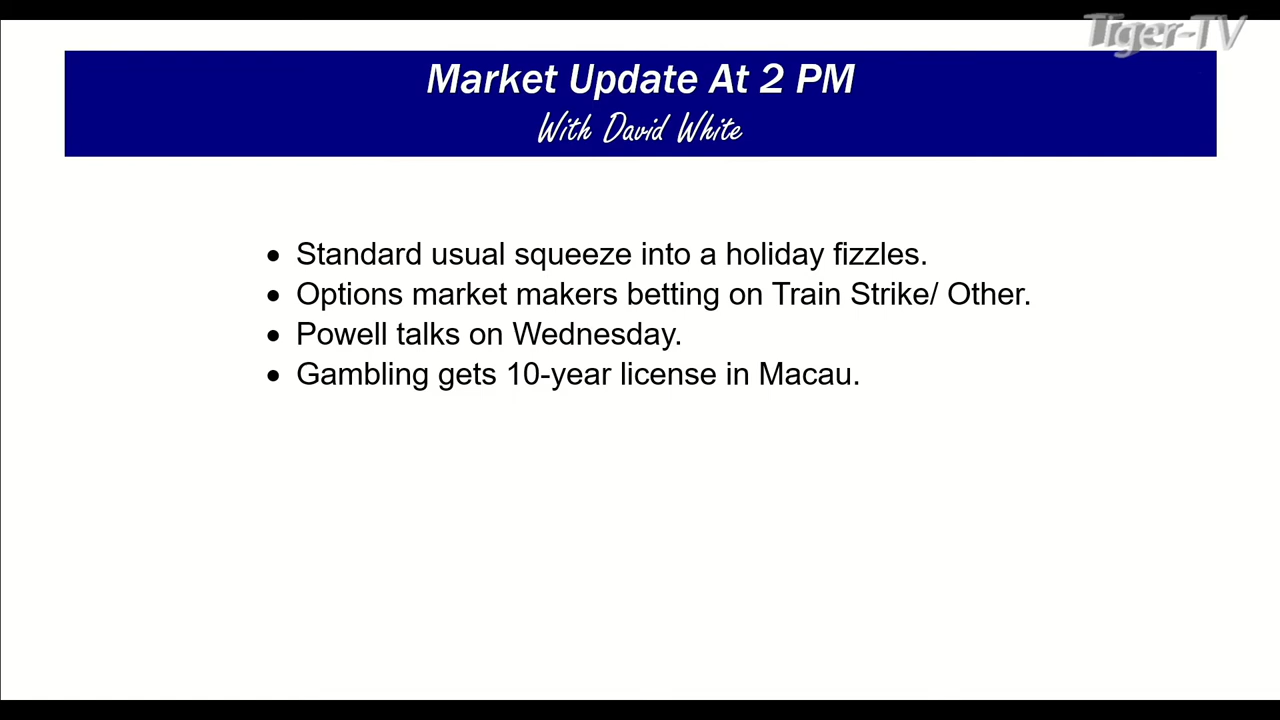 Tiger-TV
Market Update At 2 PM
With David White
• Standard usual squeeze into a holiday fizzles.
• Options market makers betting on Train Strike/ Other.
• Powell talks on Wednesday.
• Gambling gets 10-year license in Macau.